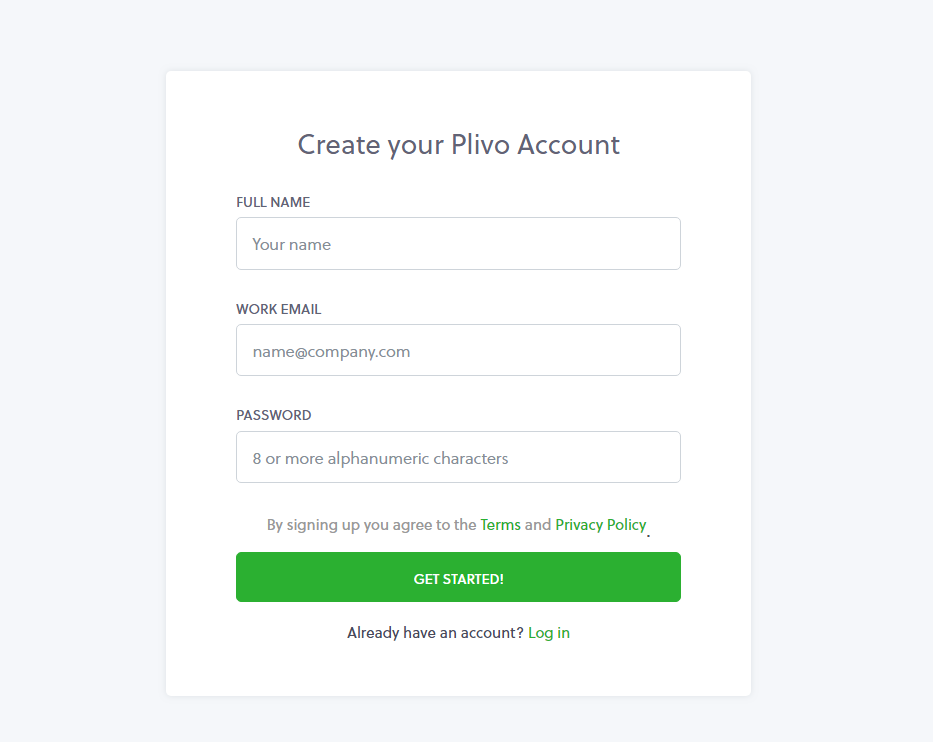 Create your Plivo Account
FULL NAME
Your name
WORK EMAIL
name@company.com
PASSWORD
8 or more alphanumeric characters
By signing up you agree to the Terms and Privacy Policy.
GET STARTED!
Already have an account? Log in